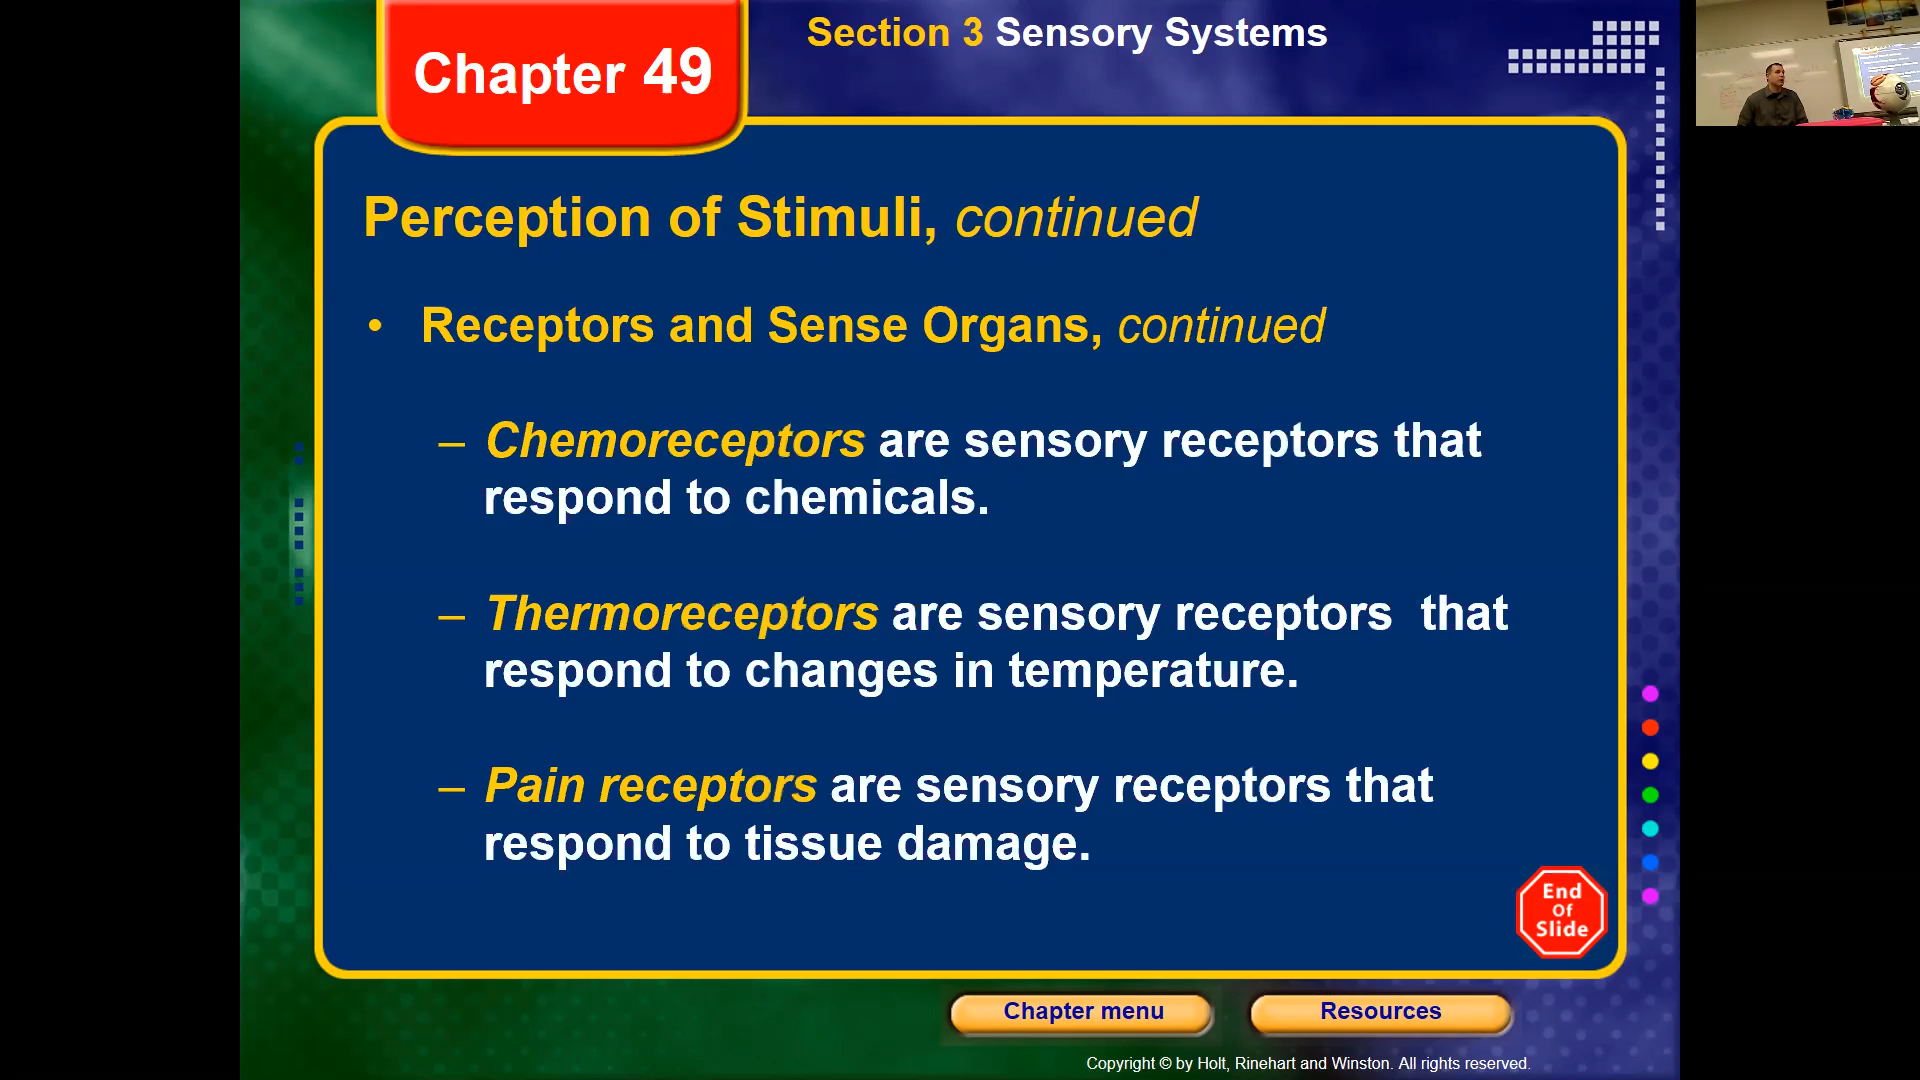 Chapter 49
Section 3 Sensory Systems
Perception of Stimuli, continued
• Receptors and Sense Organs, continued
– Chemoreceptors are sensory receptors that
respond to chemicals.
– Thermoreceptors are sensory receptors that
respond to changes in temperature.
– Pain receptors are sensory receptors that
respond to tissue damage.
End
Of
Slide
Chapter menu
Resources
Copyright © by Holt, Rinehart and Winston. All rights reserved.